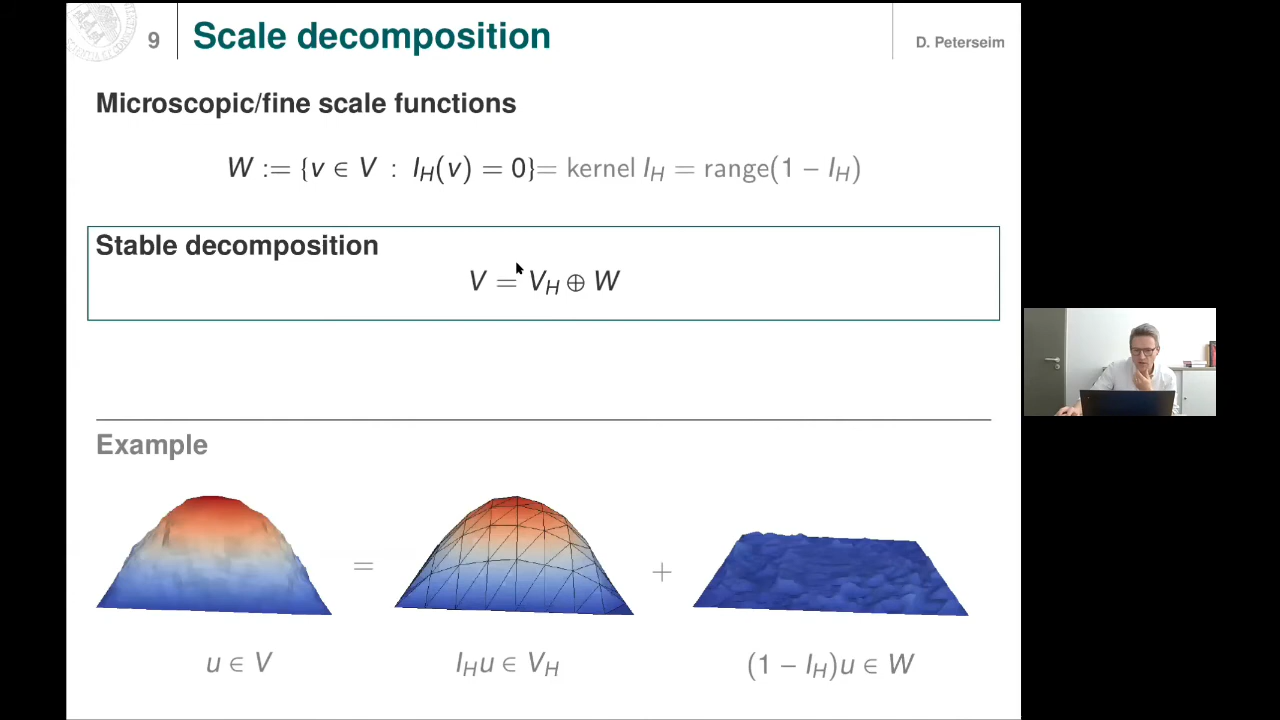 9 Scale decomposition D. Peterseim
Microscopic/fine scale functions
W := {v ∈ V : I_H(v) = 0} = kernel I_H = range(1 − I_H)
Stable decomposition
V = V_H ⊕ W
Example
= +
u ∈ V I_H u ∈ V_H (1 − I_H)u ∈ W